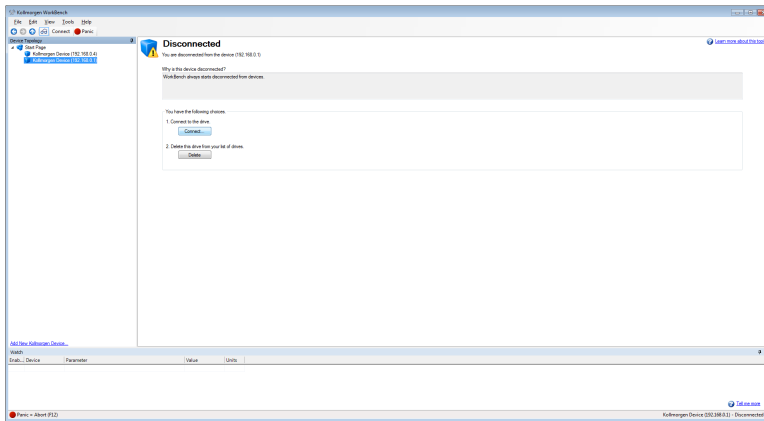 Kollmorgen WorkBench
File Edit View Tools Help
Connect Panic
Device Topology
Start Page
Kollmorgen Device (192.168.0.4)
Kollmorgen Device (192.168.0.1)
Add New Kollmorgen Device...
Disconnected
Learn more about this topic
You are disconnected from the device (192.168.0.1)
Why is this device disconnected?
WorkBench always starts disconnected from devices.
You have the following choices.
1. Connect to the drive.
Connect...
2. Delete this drive from your list of drives.
Delete
Watch
Enab... Device Parameter Value Units
Tell me more
Panic = Abort (F12)
Kollmorgen Device (192.168.0.1) - Disconnected